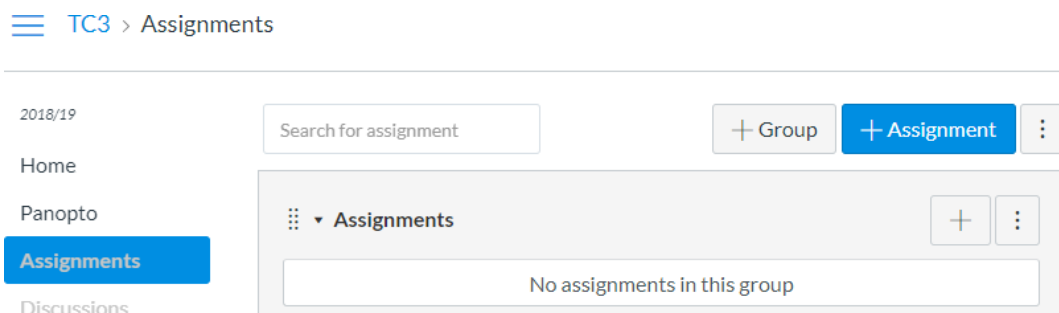 TC3 > Assignments
2018/19
Search for assignment
+ Group
+ Assignment
Home
Panopto
Assignments
Assignments
No assignments in this group
Discussions